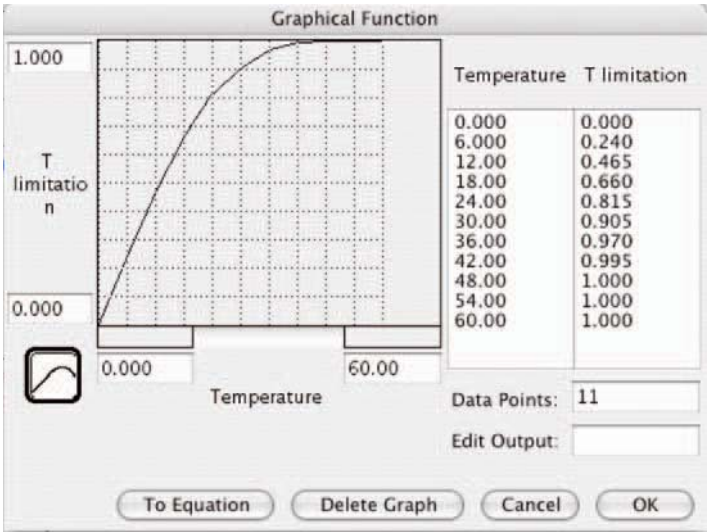 Graphical Function
1.000
T
limitatio
n
0.000
0.000 60.00
Temperature
Temperature T limitation
0.000 0.000
6.000 0.240
12.00 0.465
18.00 0.660
24.00 0.815
30.00 0.905
36.00 0.970
42.00 0.995
48.00 1.000
54.00 1.000
60.00 1.000
Data Points: 11
Edit Output:
To Equation Delete Graph Cancel OK